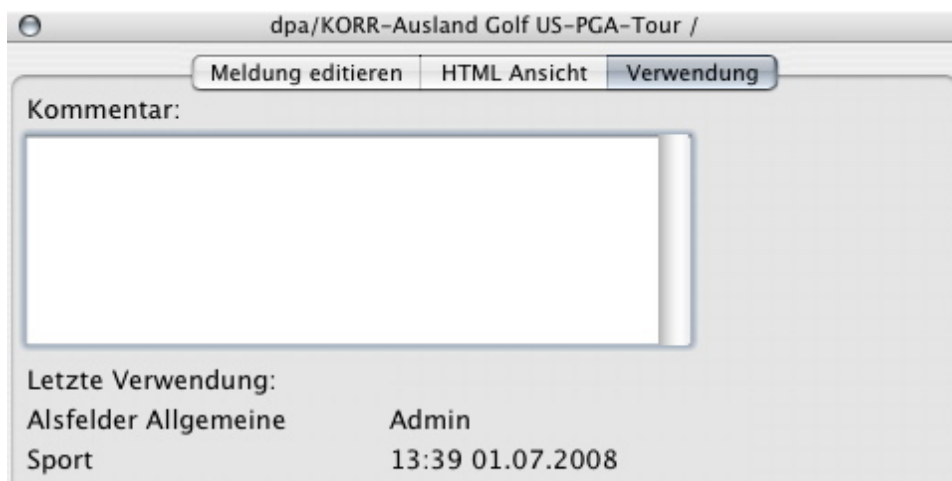 dpa/KORR-Ausland Golf US-PGA-Tour /
Meldung editieren HTML Ansicht Verwendung
Kommentar:
Letzte Verwendung:
Alsfelder Allgemeine Admin
Sport 13:39 01.07.2008